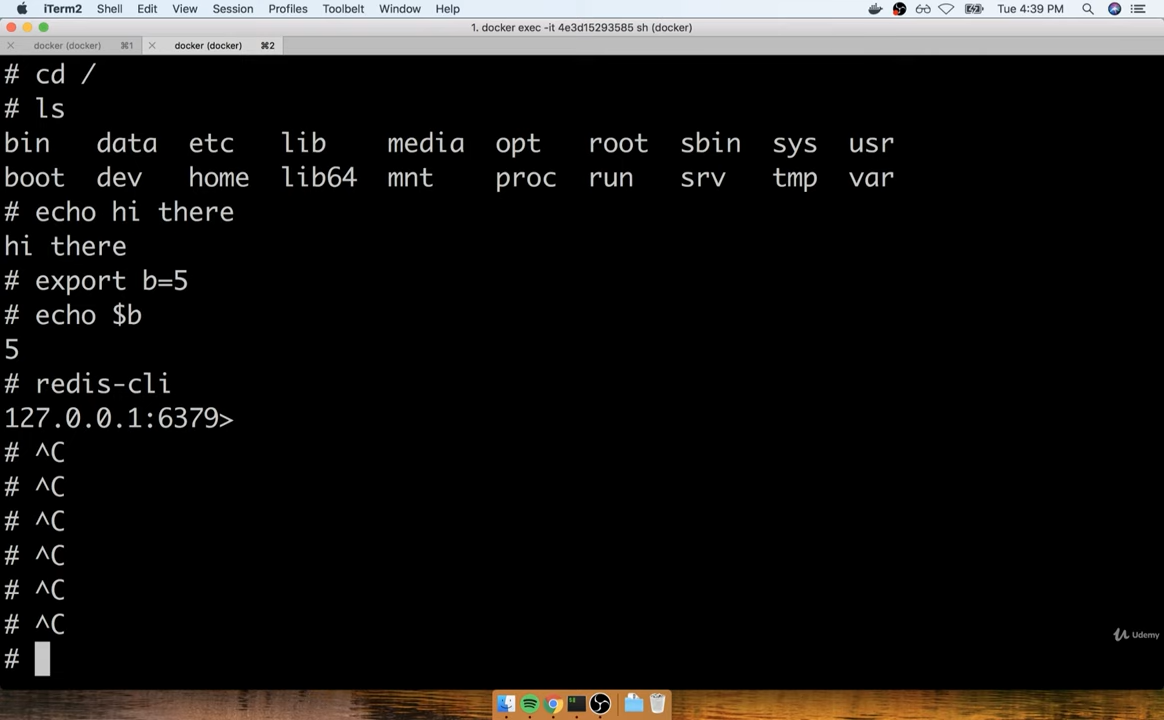 iTerm2 Shell Edit View Session Profiles Toolbelt Window Help Tue 4:39 PM
1. docker exec -it 4e3d15293585 sh (docker)
docker (docker) ⌘1 docker (docker) ⌘2
# cd /
# ls
bin data etc lib media opt root sbin sys usr
boot dev home lib64 mnt proc run srv tmp var
# echo hi there
hi there
# export b=5
# echo $b
5
# redis-cli
127.0.0.1:6379>
# ^C
# ^C
# ^C
# ^C
# ^C
# ^C
#
Udemy